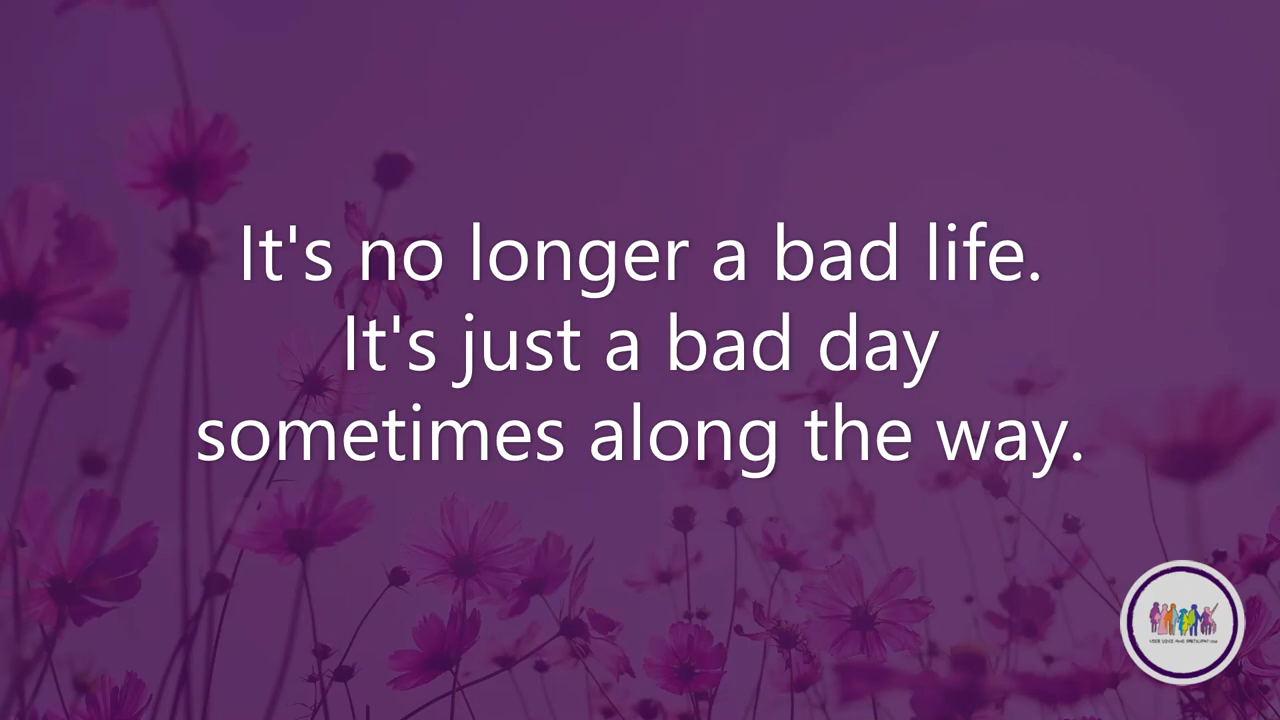 It's no longer a bad life.
It's just a bad day
sometimes along the way.